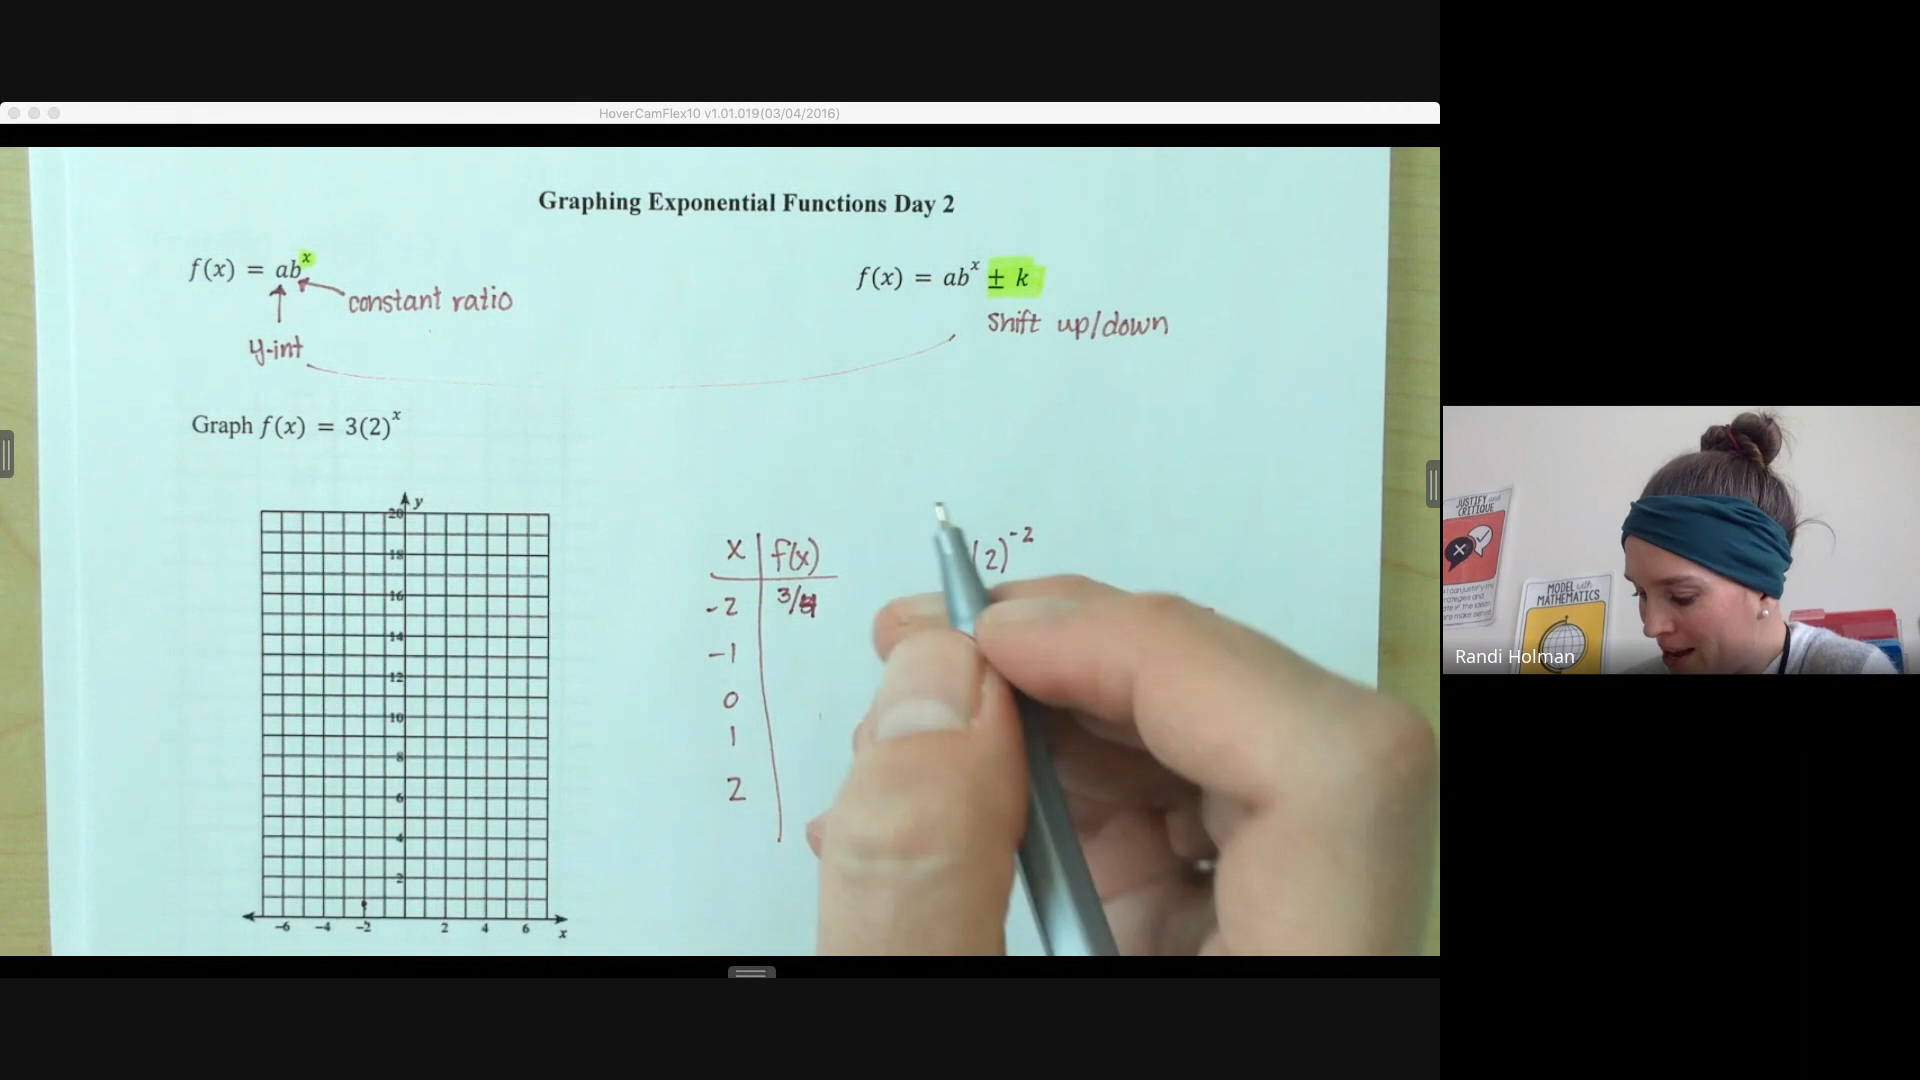 HoverCamFlex10 v1.01.019(03/04/2016)
Graphing Exponential Functions Day 2
f(x) = ab^x
constant ratio
y-int
f(x) = ab^x ± k
Shift up/down
Graph f(x) = 3(2)^x
y
20
18
16
14
12
10
8
6
4
2
-6 -4 -2 2 4 6 x
x f(x)
-2 3/4
-1
0
1
2
(2)^-2
JUSTIFY and
CRITIQUE
MODEL with
MATHEMATICS
Randi Holman